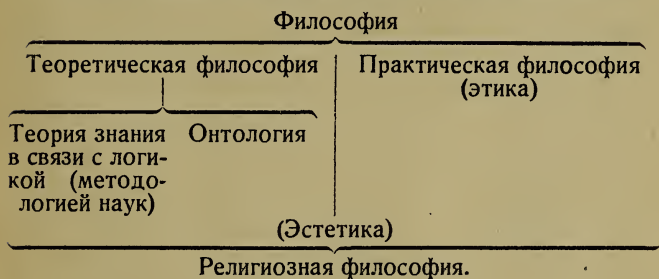 Философия
Теоретическая философия
Практическая философия
(этика)
Теория знания
в связи с логи-
кой (методо-
логией наук)
Онтология
(Эстетика)
Религиозная философия.